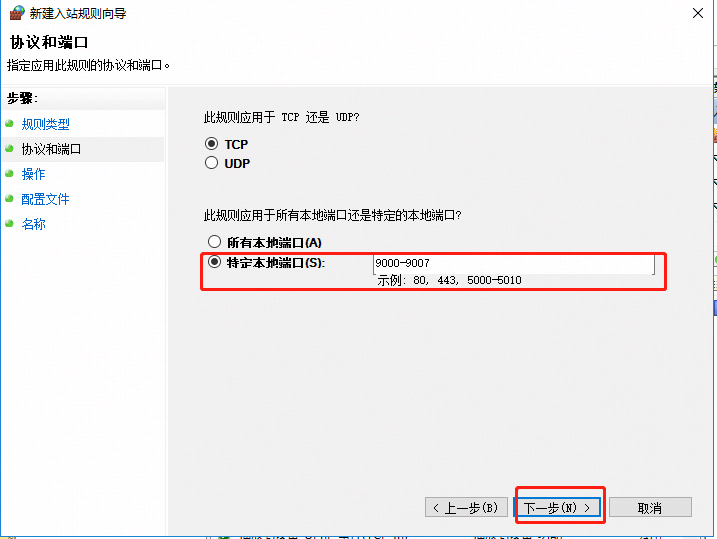 新建入站规则向导
协议和端口
指定应用此规则的协议和端口。
步骤:
规则类型
协议和端口
操作
配置文件
名称
此规则应用于 TCP 还是 UDP?
TCP
UDP
此规则应用于所有本地端口还是特定的本地端口?
所有本地端口(A)
特定本地端口(S):
9000-9007
示例: 80, 443, 5000-5010
< 上一步(B)
下一步(N) >
取消